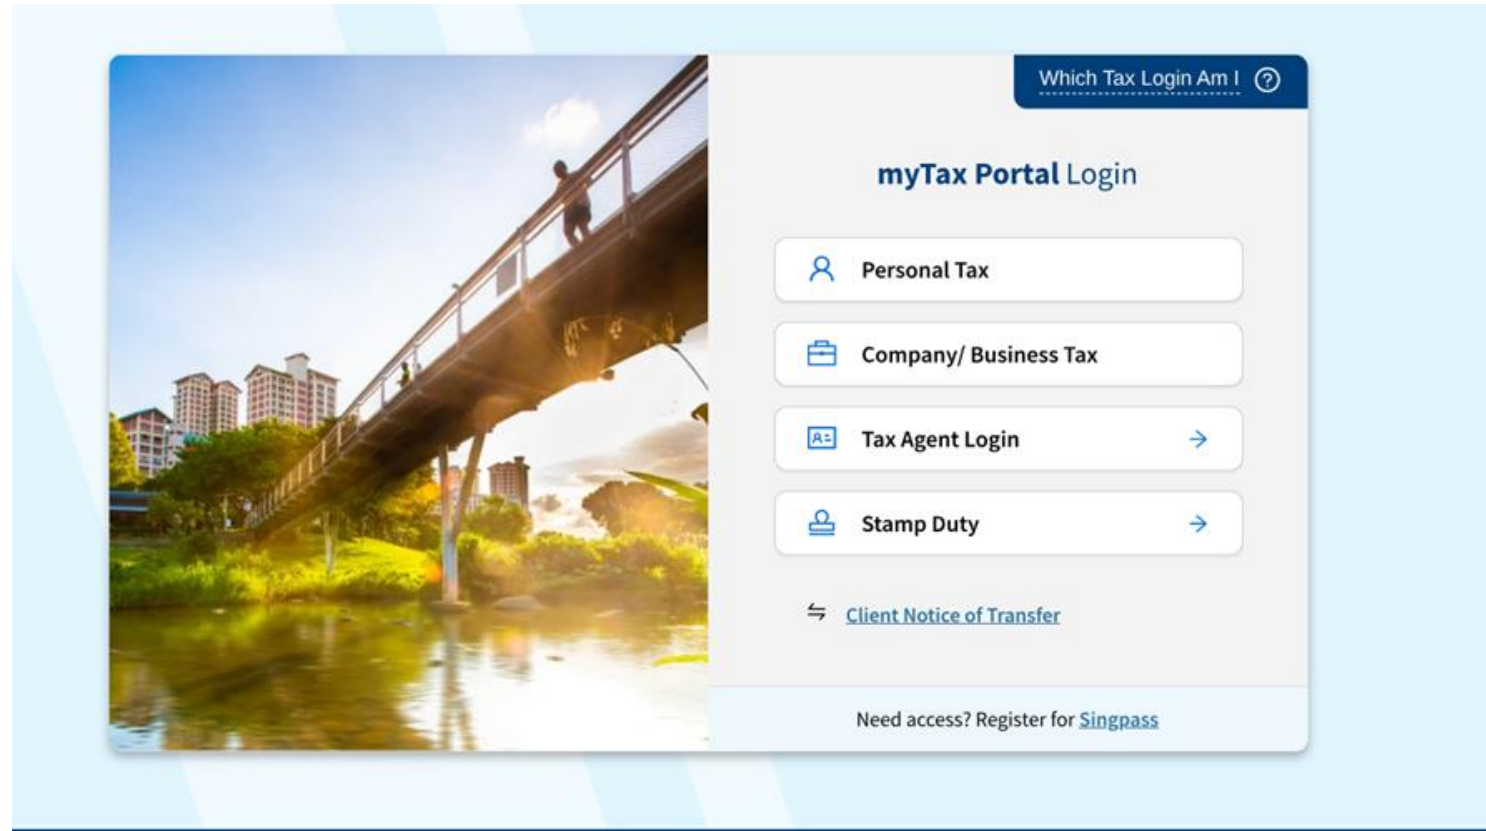 Which Tax Login Am I
myTax Portal Login
Personal Tax
Company/ Business Tax
Tax Agent Login
Stamp Duty
Client Notice of Transfer
Need access? Register for Singpass